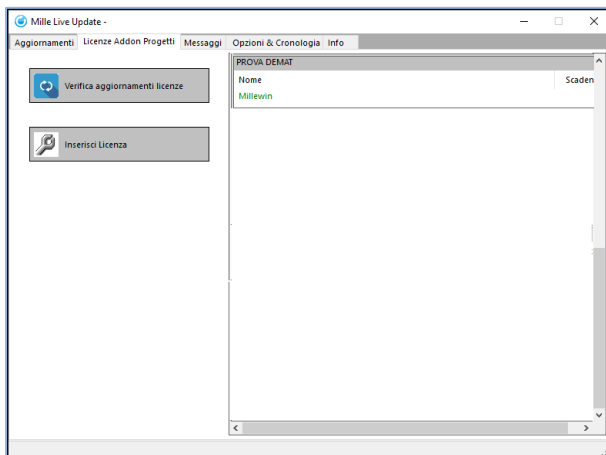 Mille Live Update -
Aggiornamenti Licenze Addon Progetti Messaggi Opzioni & Cronologia Info
Verifica aggiornamenti licenze
Inserisci Licenza
PROVA DEMAT
Nome Scaden
Millewin